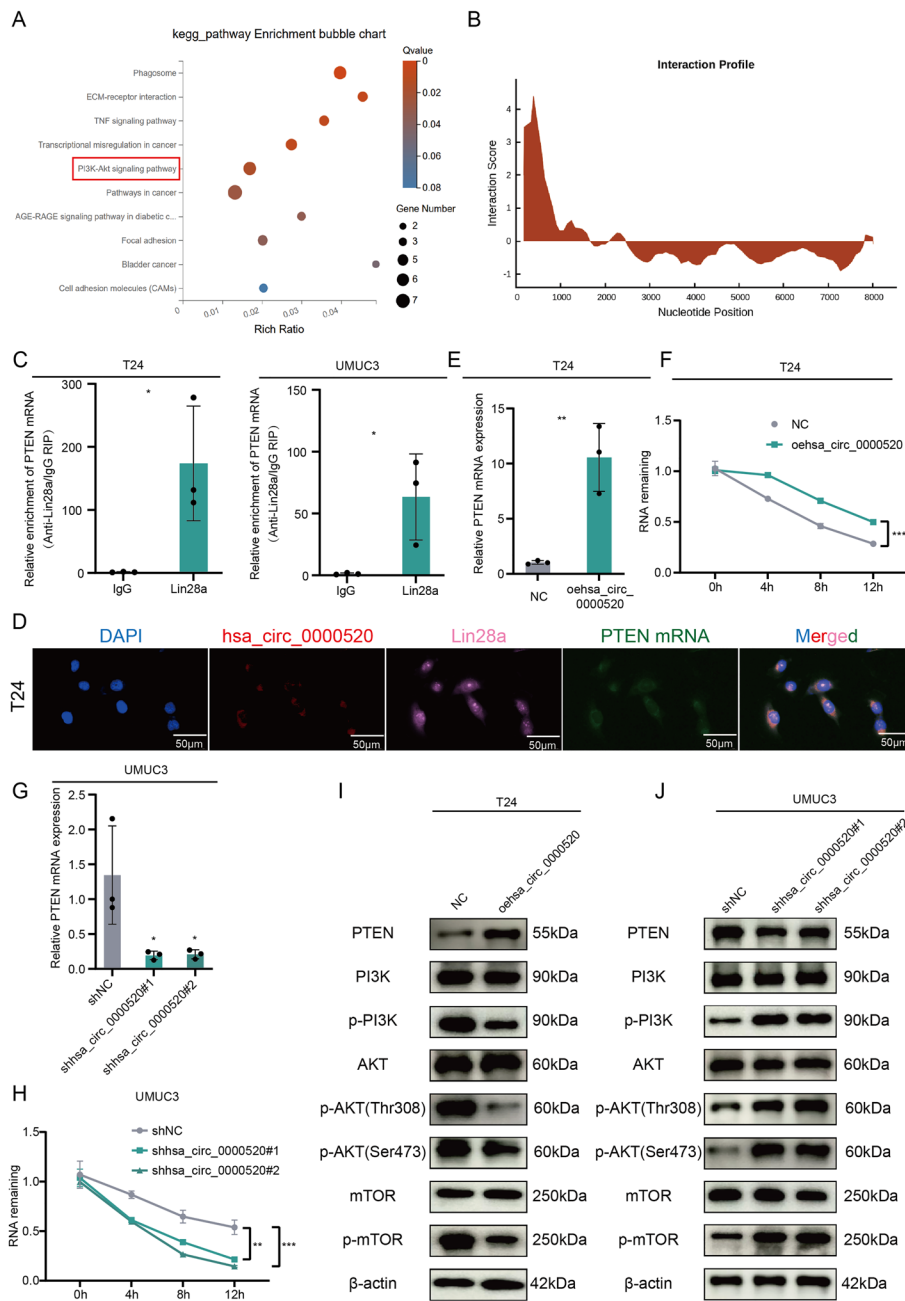 A
kegg_pathway Enrichment bubble chart
Phagosome
ECM-receptor interaction
TNF signaling pathway
Transcriptional misregulation in cancer
PI3K-Akt signaling pathway
Pathways in cancer
AGE-RAGE signaling pathway in diabetic c...
Focal adhesion
Bladder cancer
Cell adhesion molecules (CAMs)
0
0.01
0.02
0.03
0.04
Rich Ratio
Qvalue
0
0.02
0.04
0.06
0.08
Gene Number
2
3
5
6
7
B
Interaction Profile
Interaction Score
4
3
2
1
0
-1
0 1000 2000 3000 4000 5000 6000 7000 8000
Nucleotide Position
C
T24
Relative enrichment of PTEN mRNA
(Anti-Lin28a/IgG RIP)
300
200
100
0
*
IgG Lin28a
UMUC3
Relative enrichment of PTEN mRNA
(Anti-Lin28a/IgG RIP)
150
100
50
0
*
IgG Lin28a
E
T24
Relative PTEN mRNA expression
15
10
5
0
**
NC
oehsa_circ_
0000520
F
T24
NC
oehsa_circ_0000520
RNA remaining
1.5
1.0
0.5
0.0
***
0h 4h 8h 12h
D
DAPI
hsa_circ_0000520
Lin28a
PTEN mRNA
Merged
T24
50μm
50μm
50μm
50μm
50μm
G
UMUC3
Relative PTEN mRNA expression
2.5
2.0
1.5
1.0
0.5
0.0
*
*
shNC
shhsa_circ_0000520#1
shhsa_circ_0000520#2
H
UMUC3
shNC
shhsa_circ_0000520#1
shhsa_circ_0000520#2
RNA remaining
1.5
1.0
0.5
0.0
** ***
0h 4h 8h 12h
I
T24
NC
oehsa_circ_0000520
PTEN 55kDa
PI3K 90kDa
p-PI3K 90kDa
AKT 60kDa
p-AKT(Thr308) 60kDa
p-AKT(Ser473) 60kDa
mTOR 250kDa
p-mTOR 250kDa
β-actin 42kDa
J
UMUC3
shNC
shhsa_circ_0000520#1
shhsa_circ_0000520#2
PTEN 55kDa
PI3K 90kDa
p-PI3K 90kDa
AKT 60kDa
p-AKT(Thr308) 60kDa
p-AKT(Ser473) 60kDa
mTOR 250kDa
p-mTOR 250kDa
β-actin 42kDa